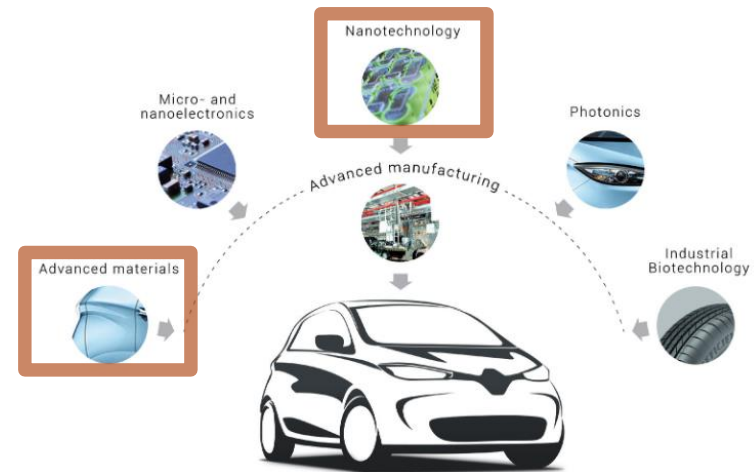 Nanotechnology
Micro- and
nanoelectronics
Photonics
Advanced manufacturing
Advanced materials
Industrial
Biotechnology